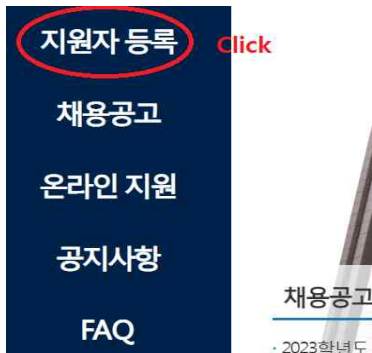 지원자 등록
Click
채용공고
온라인 지원
공지사항
FAQ
채용공고
· 2023학년도